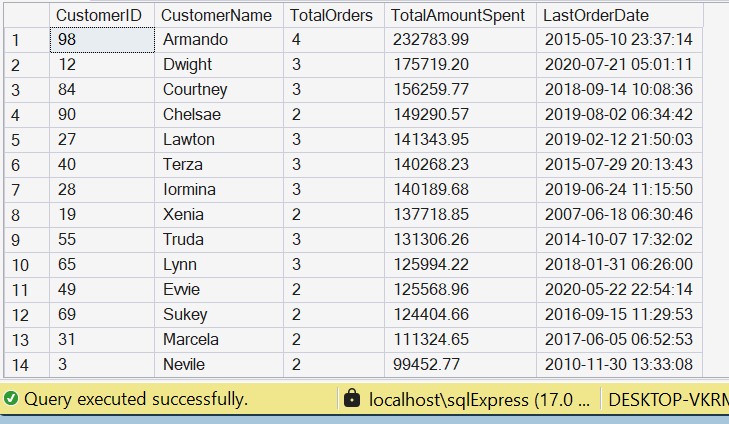 CustomerID CustomerName TotalOrders TotalAmountSpent LastOrderDate
1 98 Armando 4 232783.99 2015-05-10 23:37:14
2 12 Dwight 3 175719.20 2020-07-21 05:01:11
3 84 Courtney 3 156259.77 2018-09-14 10:08:36
4 90 Chelsae 2 149290.57 2019-08-02 06:34:42
5 27 Lawton 3 141343.95 2019-02-12 21:50:03
6 40 Terza 3 140268.23 2015-07-29 20:13:43
7 28 Iormina 3 140189.68 2019-06-24 11:15:50
8 19 Xenia 2 137718.85 2007-06-18 06:30:46
9 55 Truda 3 131306.26 2014-10-07 17:32:02
10 65 Lynn 3 125994.22 2018-01-31 06:26:00
11 49 Evvie 2 125568.96 2020-05-22 22:54:14
12 69 Sukey 2 124404.66 2016-09-15 11:29:53
13 31 Marcela 2 111324.65 2017-06-05 06:52:53
14 3 Nevile 2 99452.77 2010-11-30 13:33:08
Query executed successfully. localhost\sqlExpress (17.0 ... DESKTOP-VKRM